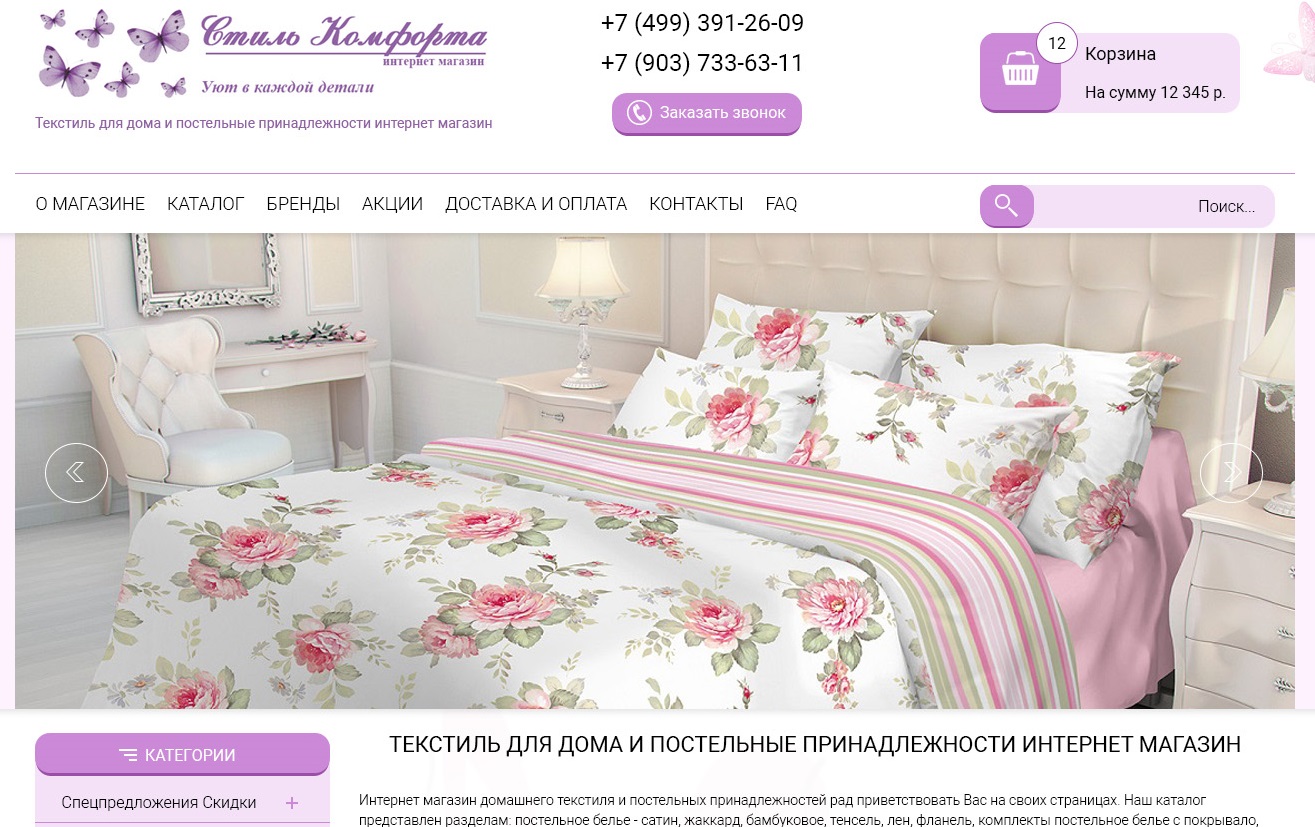 Стиль Комфорта
интернет магазин
Уют в каждой детали
Текстиль для дома и постельные принадлежности интернет магазин
+7 (499) 391-26-09
+7 (903) 733-63-11
Заказать звонок
12
Корзина
На сумму 12 345 р.
О МАГАЗИНЕ КАТАЛОГ БРЕНДЫ АКЦИИ ДОСТАВКА И ОПЛАТА КОНТАКТЫ FAQ
Поиск...
КАТЕГОРИИ
Спецпредложения Скидки +
ТЕКСТИЛЬ ДЛЯ ДОМА И ПОСТЕЛЬНЫЕ ПРИНАДЛЕЖНОСТИ ИНТЕРНЕТ МАГАЗИН
Интернет магазин домашнего текстиля и постельных принадлежностей рад приветствовать Вас на своих страницах. Наш каталог
представлен разделам: постельное белье - сатин, жаккард, бамбуковое, тенсель, лен, фланель, комплекты постельное белье с покрывало,